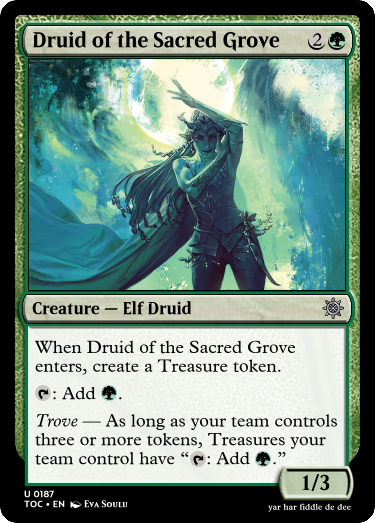 Druid of the Sacred Grove 2
Creature — Elf Druid
When Druid of the Sacred Grove
enters, create a Treasure token.
: Add .
Trove — As long as your team controls
three or more tokens, Treasures your
team control have “: Add .”
1/3
U 0187
TOC • EN Eva Soulu
yar har fiddle de dee